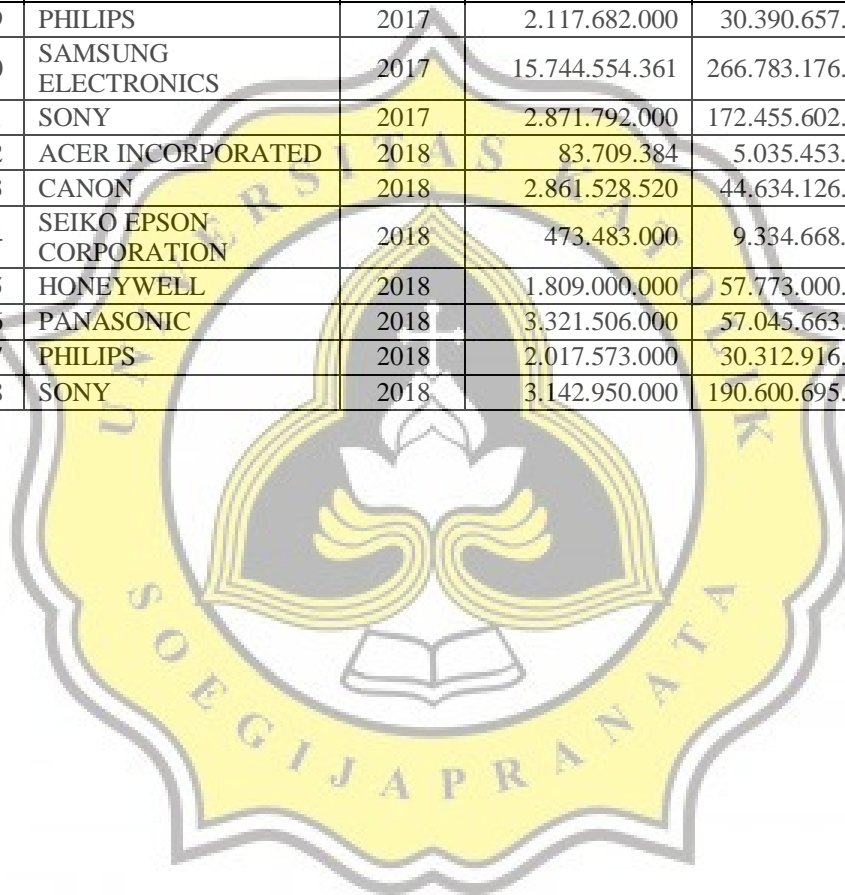 PHILIPS 2017 2.117.682.000 30.390.657.
SAMSUNG
ELECTRONICS 2017 15.744.554.361 266.783.176.
SONY 2017 2.871.792.000 172.455.602.
ACER INCORPORATED 2018 83.709.384 5.035.453.
CANON 2018 2.861.528.520 44.634.126.
SEIKO EPSON
CORPORATION 2018 473.483.000 9.334.668.
HONEYWELL 2018 1.809.000.000 57.773.000.
PANASONIC 2018 3.321.506.000 57.045.663.
PHILIPS 2018 2.017.573.000 30.312.916.
SONY 2018 3.142.950.000 190.600.695.
UNIVERSITAS KATOLIK
SOEGIJAPRANATA